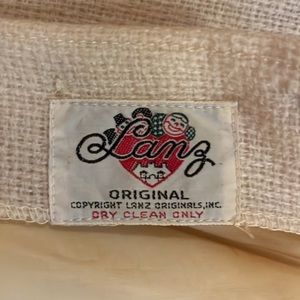 Lanz
ORIGINAL
COPYRIGHT LANZ ORIGINALS, INC.
DRY CLEAN ONLY